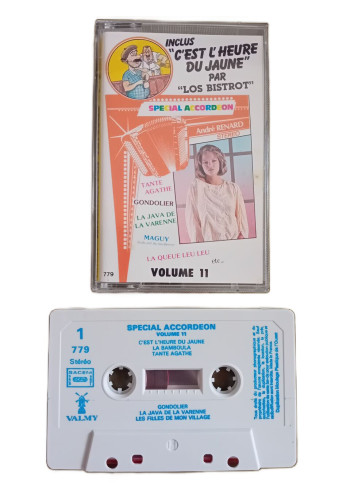 INCLUS
"C'EST L'HEURE
DU JAUNE"
PAR
"LOS BISTROT"
SPECIAL ACCORDEON
André RENARD
TANTE
AGATHE
GONDOLIER
LA JAVA DE
LA VARENNE
MAGUY
LA QUEUE LEU LEU
etc...
779
VOLUME 11
SPECIAL ACCORDEON
VOLUME 11
1
779
Stéréo
C'EST L'HEURE DU JAUNE
LA BAMBOULA
TANTE AGATHE
SACEM
VALMY
GONDOLIER
LA JAVA DE LA VARENNE
LES FILLES DE MON VILLAGE